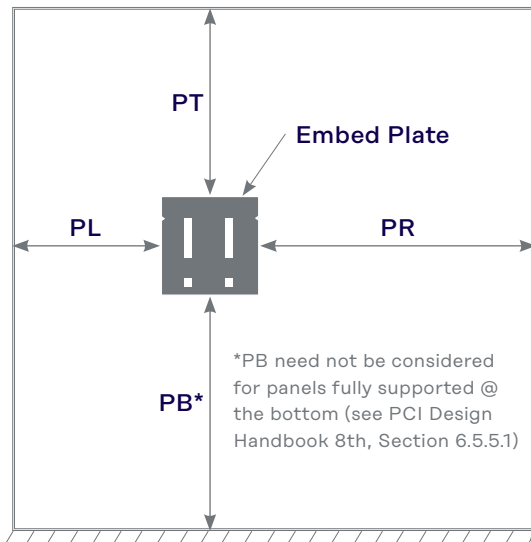 PT
Embed Plate
PL
PR
PB*
*PB need not be considered
for panels fully supported @
the bottom (see PCI Design
Handbook 8th, Section 6.5.5.1)